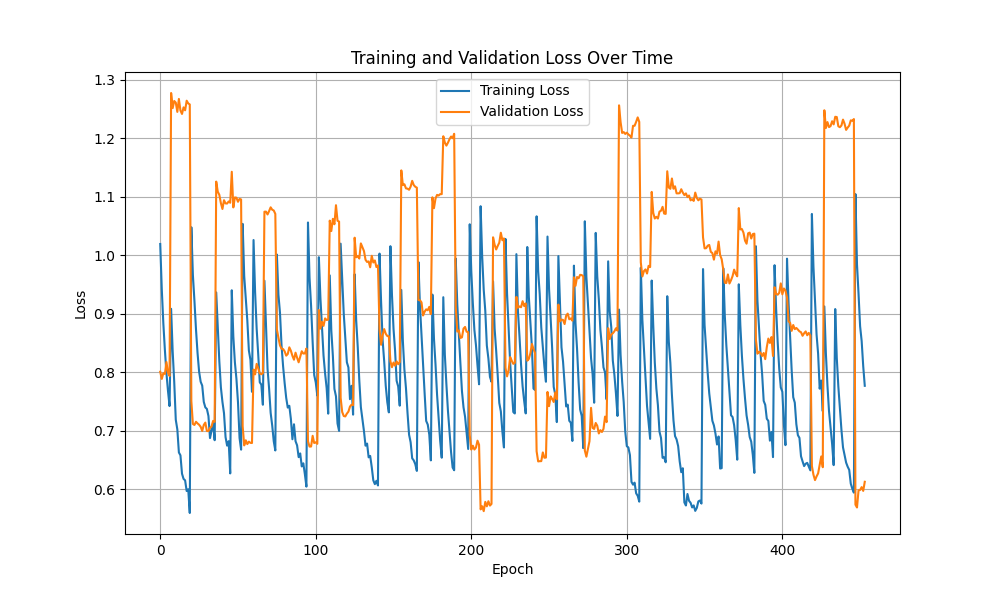 Training and Validation Loss Over Time
Training Loss
Validation Loss
1.3
1.2
1.1
1.0
0.9
0.8
0.7
0.6
Loss
0
100
200
300
400
Epoch